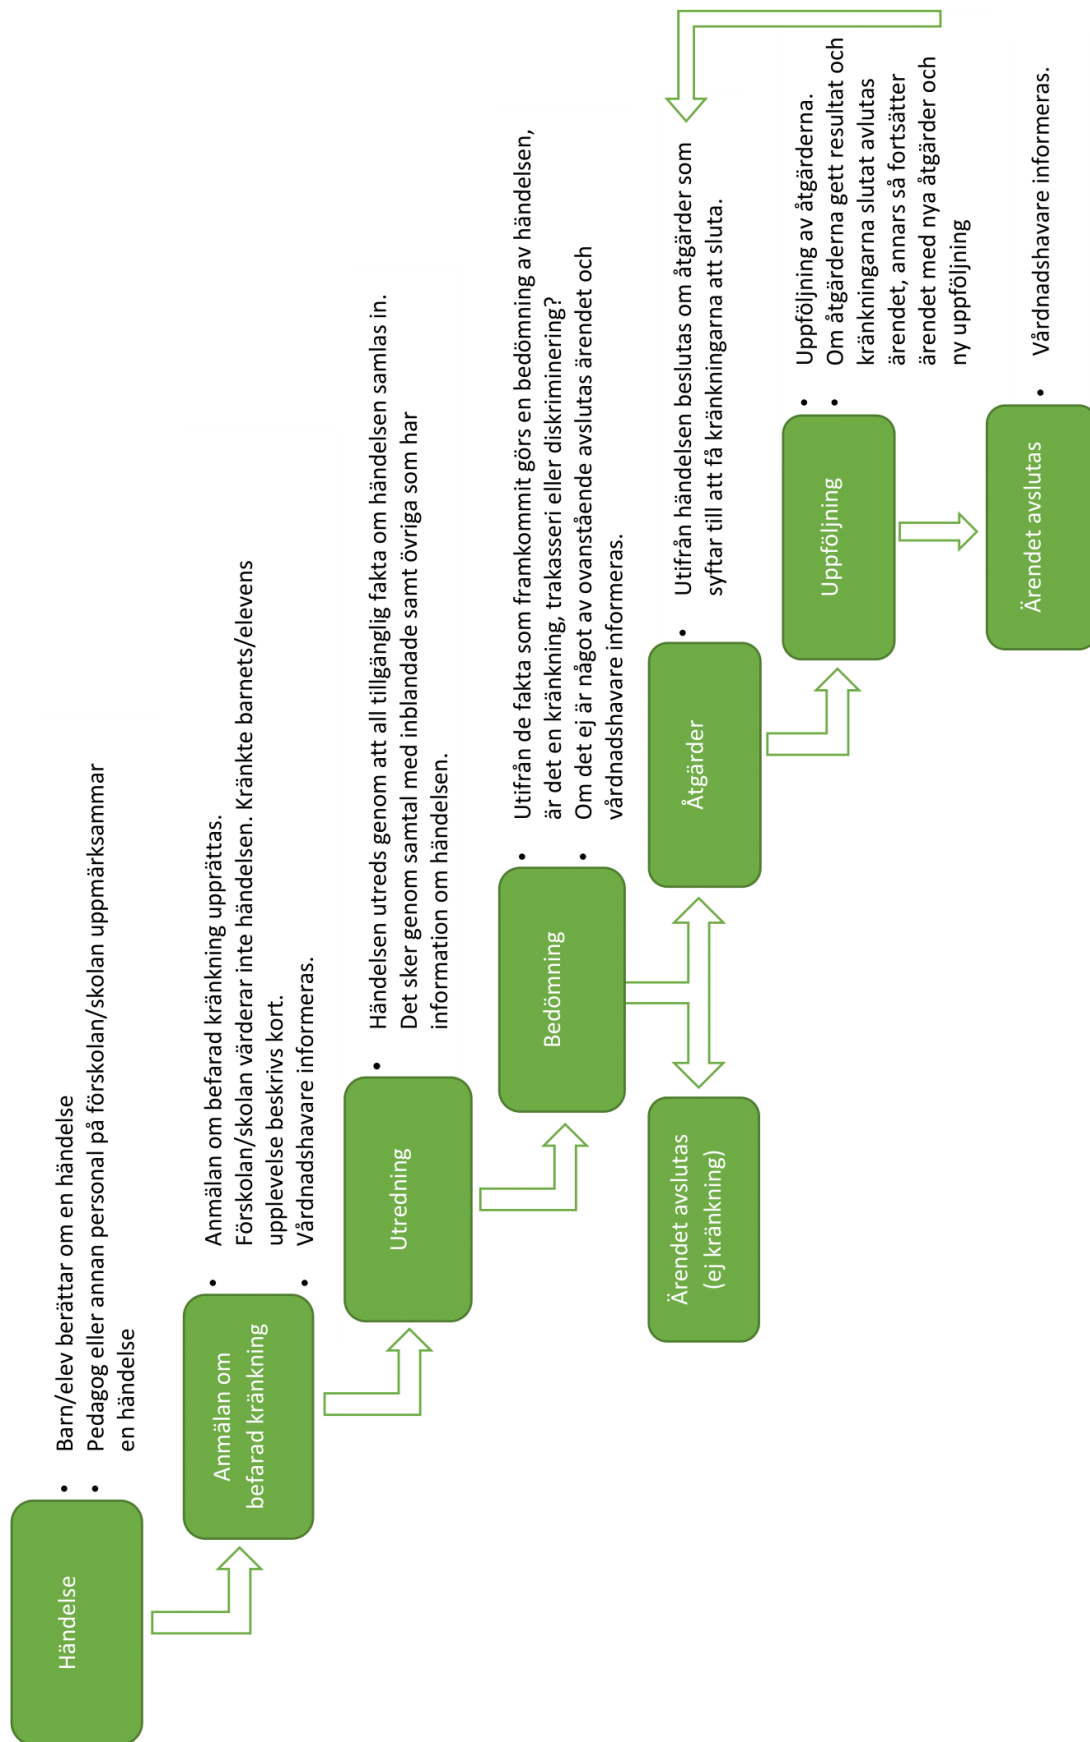 Händelse
• Barn/elev berättar om en händelse
• Pedagog eller annan personal på förskolan/skolan uppmärksammar
en händelse
Anmälan om
befarad kränkning
• Anmälan om befarad kränkning upprättas.
Förskolan/skolan värderar inte händelsen. Kränkte barnets/elevens
upplevelse beskrivs kort.
• Vårdnadshavare informeras.
Utredning
• Händelsen utreds genom att all tillgänglig fakta om händelsen samlas in.
Det sker genom samtal med inblandade samt övriga som har
information om händelsen.
Bedömning
• Utifrån de fakta som framkommit görs en bedömning av händelsen,
är det en kränkning, trakasseri eller diskriminering?
• Om det ej är något av ovanstående avslutas ärendet och
vårdnadshavare informeras.
Ärendet avslutas
(ej kränkning)
Åtgärder
• Utifrån händelsen beslutas om åtgärder som
syftar till att få kränkningarna att sluta.
Uppföljning
• Uppföljning av åtgärderna.
• Om åtgärderna gett resultat och
kränkningarna slutat avlutas
ärendet, annars så fortsätter
ärendet med nya åtgärder och
ny uppföljning
Ärendet avslutas
• Vårdnadshavare informeras.